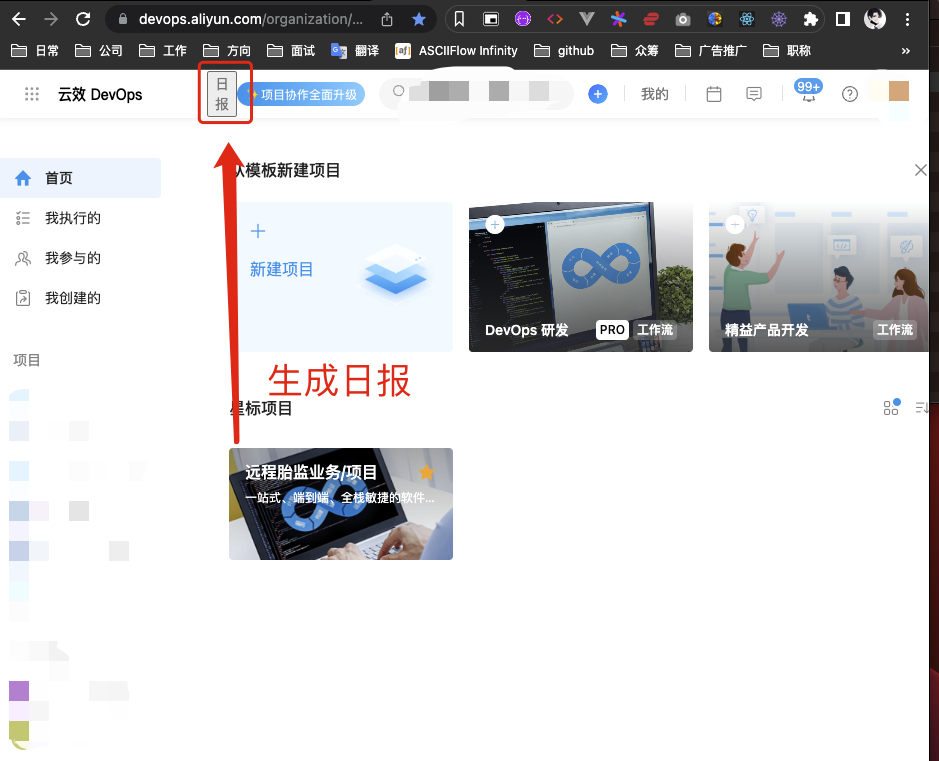 devops.aliyun.com/organization/...
日常 公司 工作 方向 面试 翻译 ASCIIFlow Infinity github 众筹 广告推广 职称 »
云效 DevOps 日报 项目协作全面升级 我的 99+
首页
我执行的
我参与的
我创建的
项目
从模板新建项目
新建项目
DevOps 研发 PRO 工作流
精益产品开发 工作流
生成日报
星标项目
远程胎监业务/项目
一站式、端到端、全栈敏捷的软件...